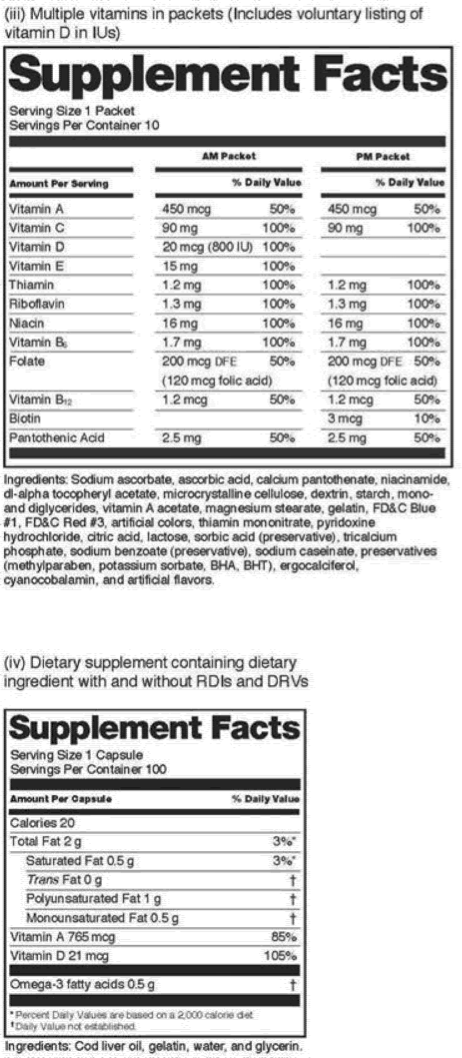 (iii) Multiple vitamins in packets (Includes voluntary listing of
vitamin D in IUs)
Supplement Facts
Serving Size 1 Packet
Servings Per Container 10
AM Packet PM Packet
Amount Per Serving % Daily Value % Daily Value
Vitamin A 450 mcg 50% 450 mcg 50%
Vitamin C 90 mg 100% 90 mg 100%
Vitamin D 20 mcg (800 IU) 100%
Vitamin E 15 mg 100%
Thiamin 1.2 mg 100% 1.2 mg 100%
Riboflavin 1.3 mg 100% 1.3 mg 100%
Niacin 16 mg 100% 16 mg 100%
Vitamin B₆ 1.7 mg 100% 1.7 mg 100%
Folate 200 mcg DFE 50% 200 mcg DFE 50%
(120 mcg folic acid) (120 mcg folic acid)
Vitamin B₁₂ 1.2 mcg 50% 1.2 mcg 50%
Biotin 3 mcg 10%
Pantothenic Acid 2.5 mg 50% 2.5 mg 50%
Ingredients: Sodium ascorbate, ascorbic acid, calcium pantothenate, niacinamide,
dl-alpha tocopheryl acetate, microcrystalline cellulose, dextrin, starch, mono-
and diglycerides, vitamin A acetate, magnesium stearate, gelatin, FD&C Blue
#1, FD&C Red #3, artificial colors, thiamin mononitrate, pyridoxine
hydrochloride, citric acid, lactose, sorbic acid (preservative), tricalcium
phosphate, sodium benzoate (preservative), sodium caseinate, preservatives
(methylparaben, potassium sorbate, BHA, BHT), ergocalciferol,
cyanocobalamin, and artificial flavors.
(iv) Dietary supplement containing dietary
ingredient with and without RDIs and DRVs
Supplement Facts
Serving Size 1 Capsule
Servings Per Container 100
Amount Per Capsule % Daily Value
Calories 20
Total Fat 2 g 3%*
Saturated Fat 0.5 g 3%*
Trans Fat 0 g †
Polyunsaturated Fat 1 g †
Monounsaturated Fat 0.5 g †
Vitamin A 765 mcg 85%
Vitamin D 21 mcg 105%
Omega-3 fatty acids 0.5 g †
* Percent Daily Values are based on a 2,000 calorie diet
† Daily Value not established.
Ingredients: Cod liver oil, gelatin, water, and glycerin.